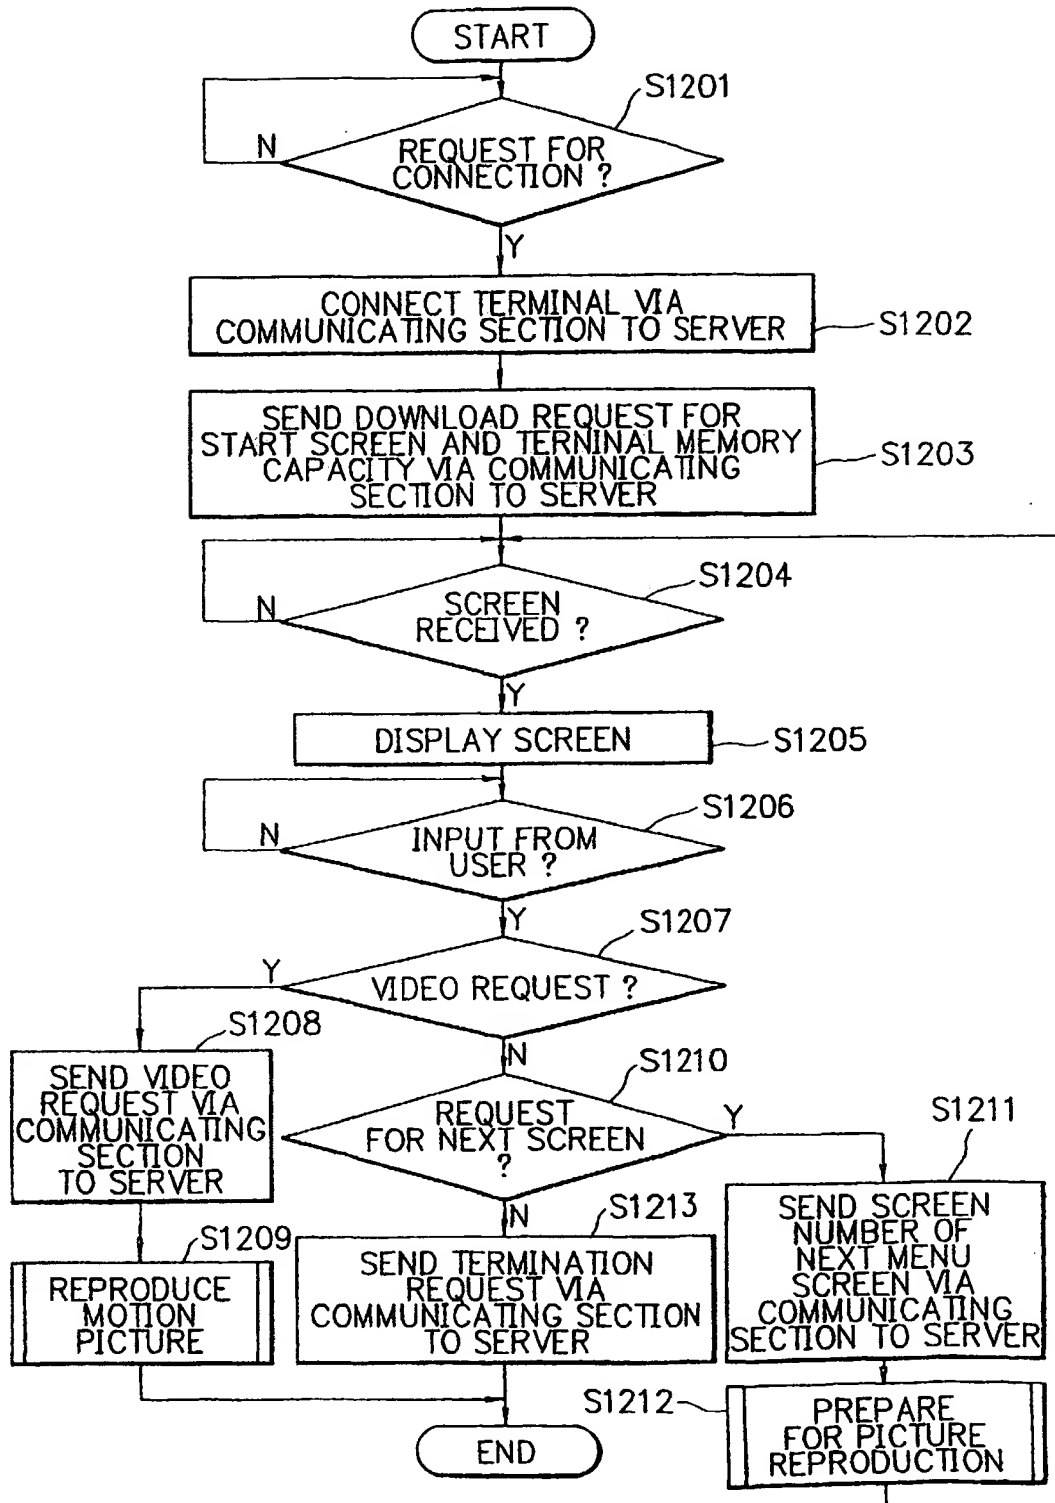 START
S1201
N
REQUEST FOR
CONNECTION ?
Y
CONNECT TERMINAL VIA
COMMUNICATING SECTION TO SERVER
S1202
SEND DOWNLOAD REQUEST FOR
START SCREEN AND TERNINAL MEMORY
CAPACITY VIA COMMUNICATING
SECTION TO SERVER
S1203
S1204
N
SCREEN
RECEIVED ?
Y
DISPLAY SCREEN
S1205
S1206
N
INPUT FROM
USER ?
Y
S1207
Y
VIDEO REQUEST ?
N
S1208
SEND VIDEO
REQUEST VIA
COMMUNICATING
SECTION
TO SERVER
S1210
REQUEST
FOR NEXT SCREEN
?
Y
N
S1211
SEND SCREEN
NUMBER OF
NEXT MENU
SCREEN VIA
COMMUNICATING
SECTION TO SERVER
S1209
REPRODUCE
MOTION
PICTURE
S1213
SEND TERMINATION
REQUEST VIA
COMMUNICATING SECTION
TO SERVER
S1212
PREPARE
FOR PICTURE
REPRODUCTION
END